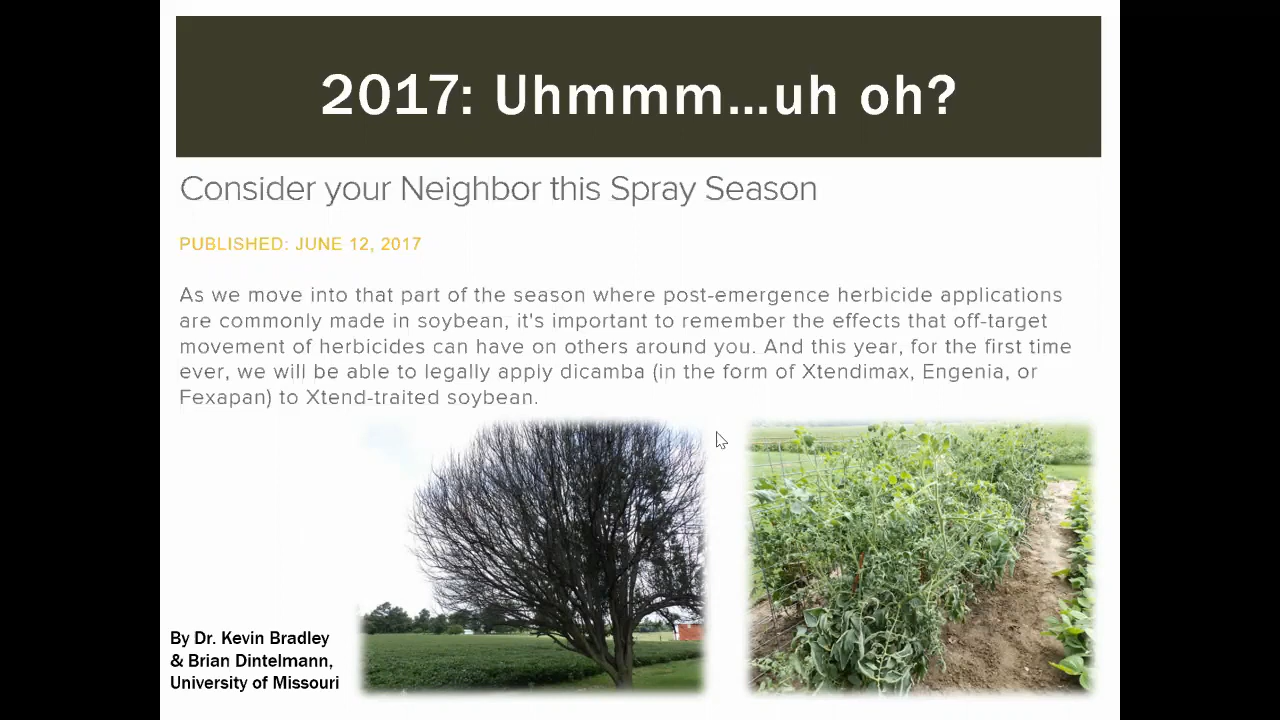 2017: Uhmmm...uh oh?
Consider your Neighbor this Spray Season
PUBLISHED: JUNE 12, 2017
As we move into that part of the season where post-emergence herbicide applications
are commonly made in soybean, it's important to remember the effects that off-target
movement of herbicides can have on others around you. And this year, for the first time
ever, we will be able to legally apply dicamba (in the form of Xtendimax, Engenia, or
Fexapan) to Xtend-traited soybean.
By Dr. Kevin Bradley
& Brian Dintelmann,
University of Missouri